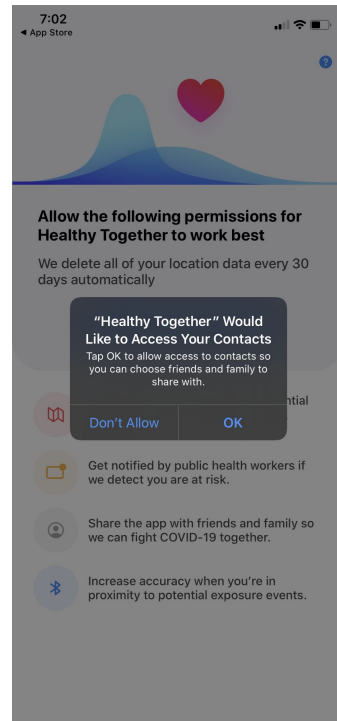 7:02
◀ App Store
?
Allow the following permissions for
Healthy Together to work best
We delete all of your location data every 30
days automatically
"Healthy Together" Would
Like to Access Your Contacts
Tap OK to allow access to contacts so
you can choose friends and family to
share with.
Don't Allow
OK
Get notified by public health workers if
we detect you are at risk.
Share the app with friends and family so
we can fight COVID-19 together.
Increase accuracy when you're in
proximity to potential exposure events.